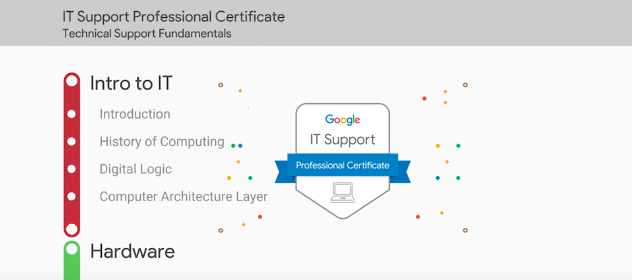 IT Support Professional Certificate
Technical Support Fundamentals
Intro to IT
Introduction
History of Computing
Digital Logic
Computer Architecture Layer
Hardware
Google
IT Support
Professional Certificate